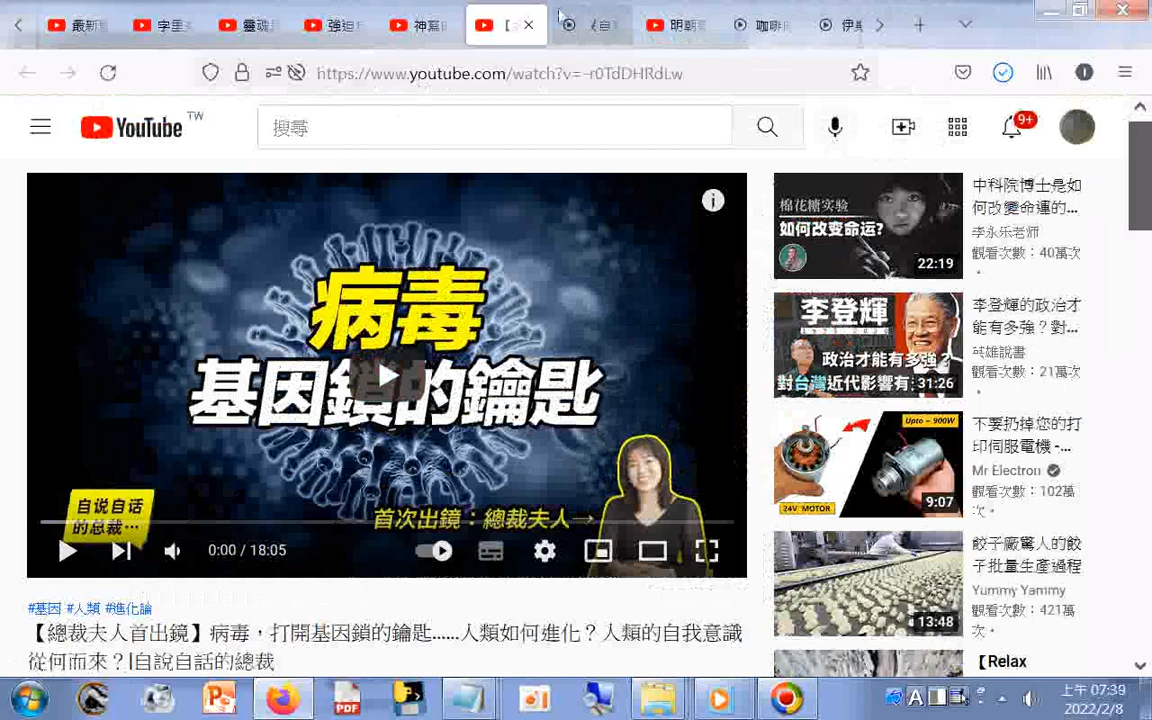 最新
字里
靈魂
強迫
神寫
【
《自
明朝
咖啡
伊
https://www.youtube.com/watch?v=-r0TdDHRdLw
YouTube TW
搜尋
9+
病毒
基因鎖的鑰匙
首次出鏡：總裁夫人→
自说自话
的总裁…
0:00 / 18:05
#基因 #人類 #進化論
【總裁夫人首出鏡】病毒，打開基因鎖的鑰匙......人類如何進化？人類的自我意識
從何而來？|自說自話的總裁
棉花糖实验
如何改变命运?
22:19
中科院博士是如
何改變命運的...
李永乐老师
觀看次數：40萬次
李登輝
政治才能有多強？
對台灣近代影響有
31:26
李登輝的政治才
能有多強？對...
英雄說書
觀看次數：21萬次
Upto ~ 900W
24V MOTOR
9:07
不要扔掉您的打
印伺服電機 -...
Mr Electron
觀看次數：102萬
次。
13:48
餃子廠驚人的餃
子批量生產過程
Yummy Yammy
觀看次數：421萬
次。
【Relax
PDF
A
上午 07:39
2022/2/8